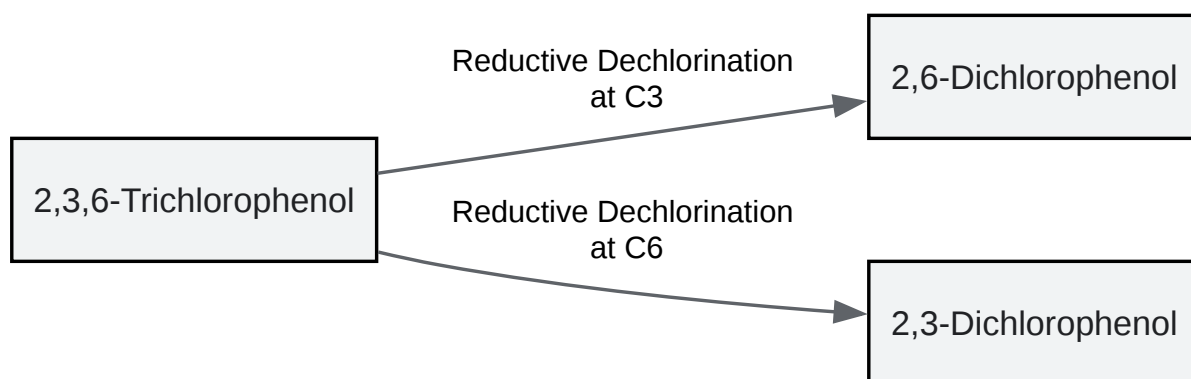 Reductive Dechlorination
at C3
2,6-Dichlorophenol
2,3,6-Trichlorophenol
Reductive Dechlorination
at C6
2,3-Dichlorophenol